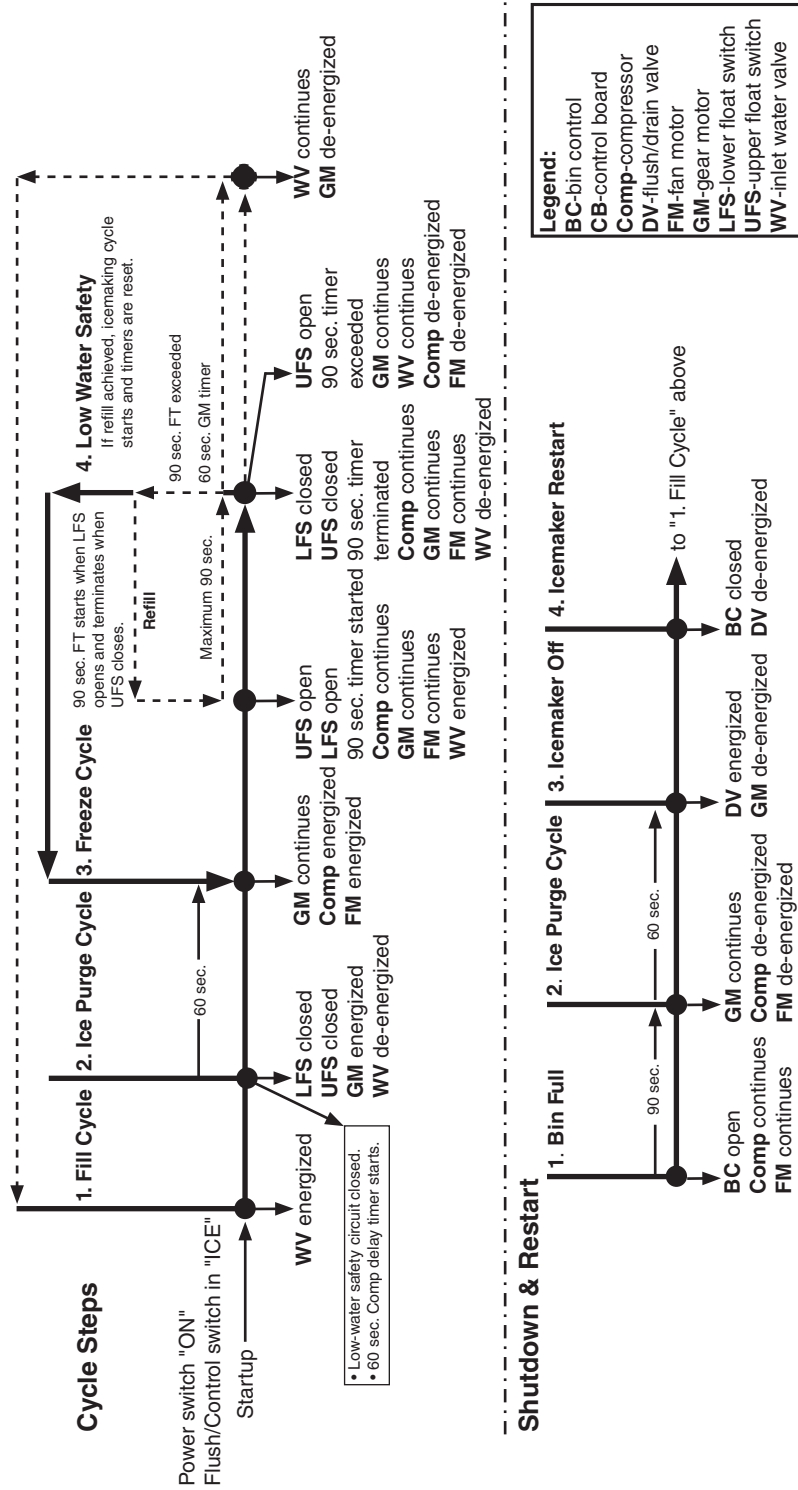 Cycle Steps
Power switch "ON"
Flush/Control switch in "ICE"
Startup
1. Fill Cycle
WV energized
• Low-water safety circuit closed.
• 60 sec. Comp delay timer starts.
2. Ice Purge Cycle
60 sec.
LFS closed
UFS closed
GM energized
WV de-energized
3. Freeze Cycle
GM continues
Comp energized
FM energized
90 sec. FT starts when LFS
opens and terminates when
UFS closes.
Refill
UFS open
LFS open
90 sec. timer started
Comp continues
GM continues
FM continues
WV energized
Maximum 90 sec.
4. Low Water Safety
If refill achieved, icemaking cycle
starts and timers are reset.
90 sec. FT exceeded
60 sec. GM timer
LFS closed
UFS closed
90 sec. timer
terminated
Comp continues
GM continues
FM continues
WV de-energized
UFS open
90 sec. timer
exceeded
GM continues
WV continues
Comp de-energized
FM de-energized
WV continues
GM de-energized
Shutdown & Restart
1. Bin Full
90 sec.
BC open
Comp continues
FM continues
2. Ice Purge Cycle
60 sec.
GM continues
Comp de-energized
FM de-energized
3. Icemaker Off
DV energized
GM de-energized
4. Icemaker Restart
BC closed
DV de-energized
to "1. Fill Cycle" above
Legend:
BC-bin control
CB-control board
Comp-compressor
DV-flush/drain valve
FM-fan motor
GM-gear motor
LFS-lower float switch
UFS-upper float switch
WV-inlet water valve